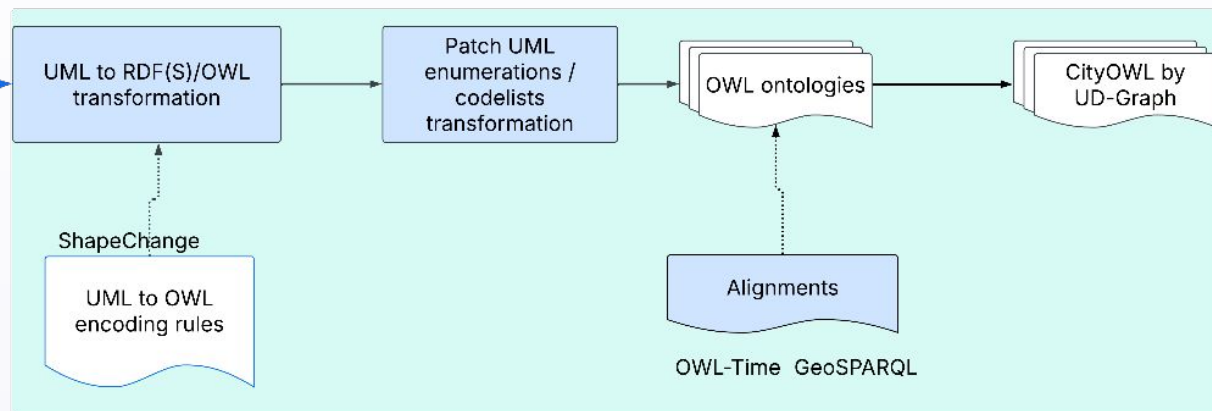 UML to RDF(S)/OWL
transformation
Patch UML
enumerations /
codelists
transformation
OWL ontologies
CityOWL by
UD-Graph
ShapeChange
UML to OWL
encoding rules
Alignments
OWL-Time GeoSPARQL